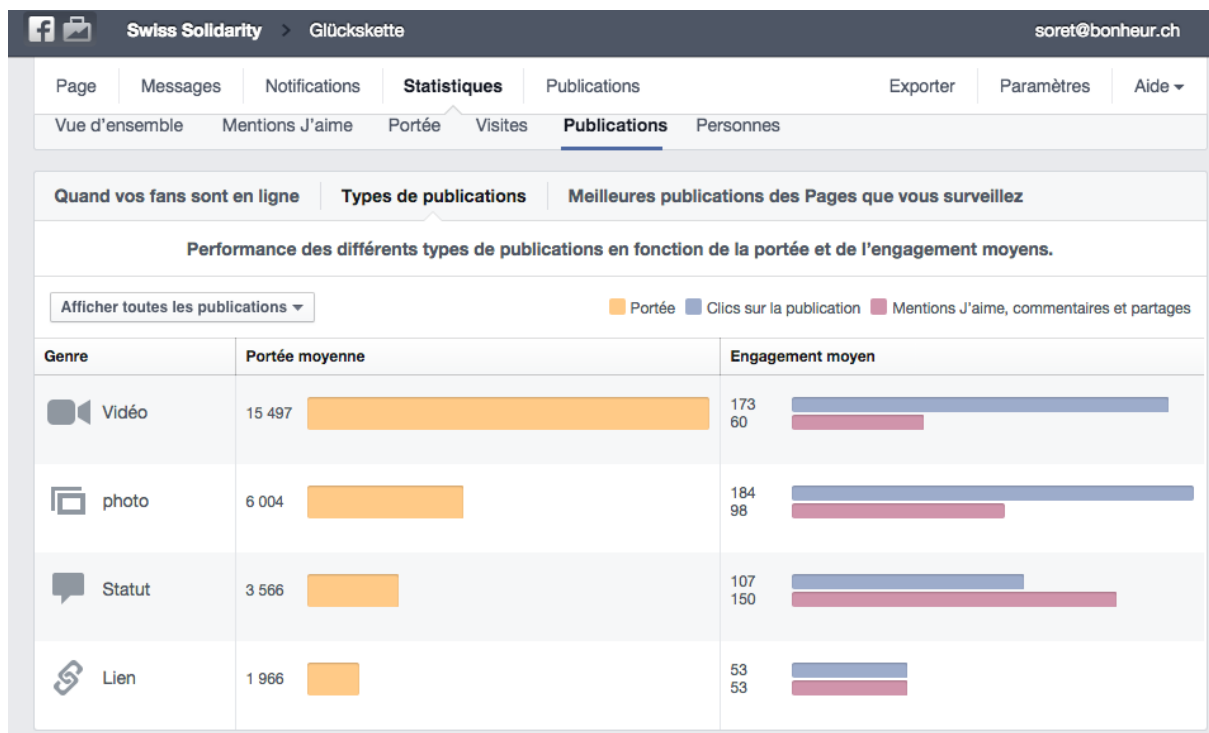 Swiss Solidarity > Glückskette soret@bonheur.ch
Page Messages Notifications Statistiques Publications Exporter Paramètres Aide
Vue d'ensemble Mentions J'aime Portée Visites Publications Personnes
Quand vos fans sont en ligne Types de publications Meilleures publications des Pages que vous surveillez
Performance des différents types de publication en fonction de la portée et de l'engagement moyens.
Afficher toutes les publications Portée Clics sur la publication Mentions J'aime, commentaires et partages
Genre Portée moyenne Engagement moyen
Vidéo 15 497 173
60
photo 6 004 184
98
Statut 3 566 107
150
Lien 1 966 53
53